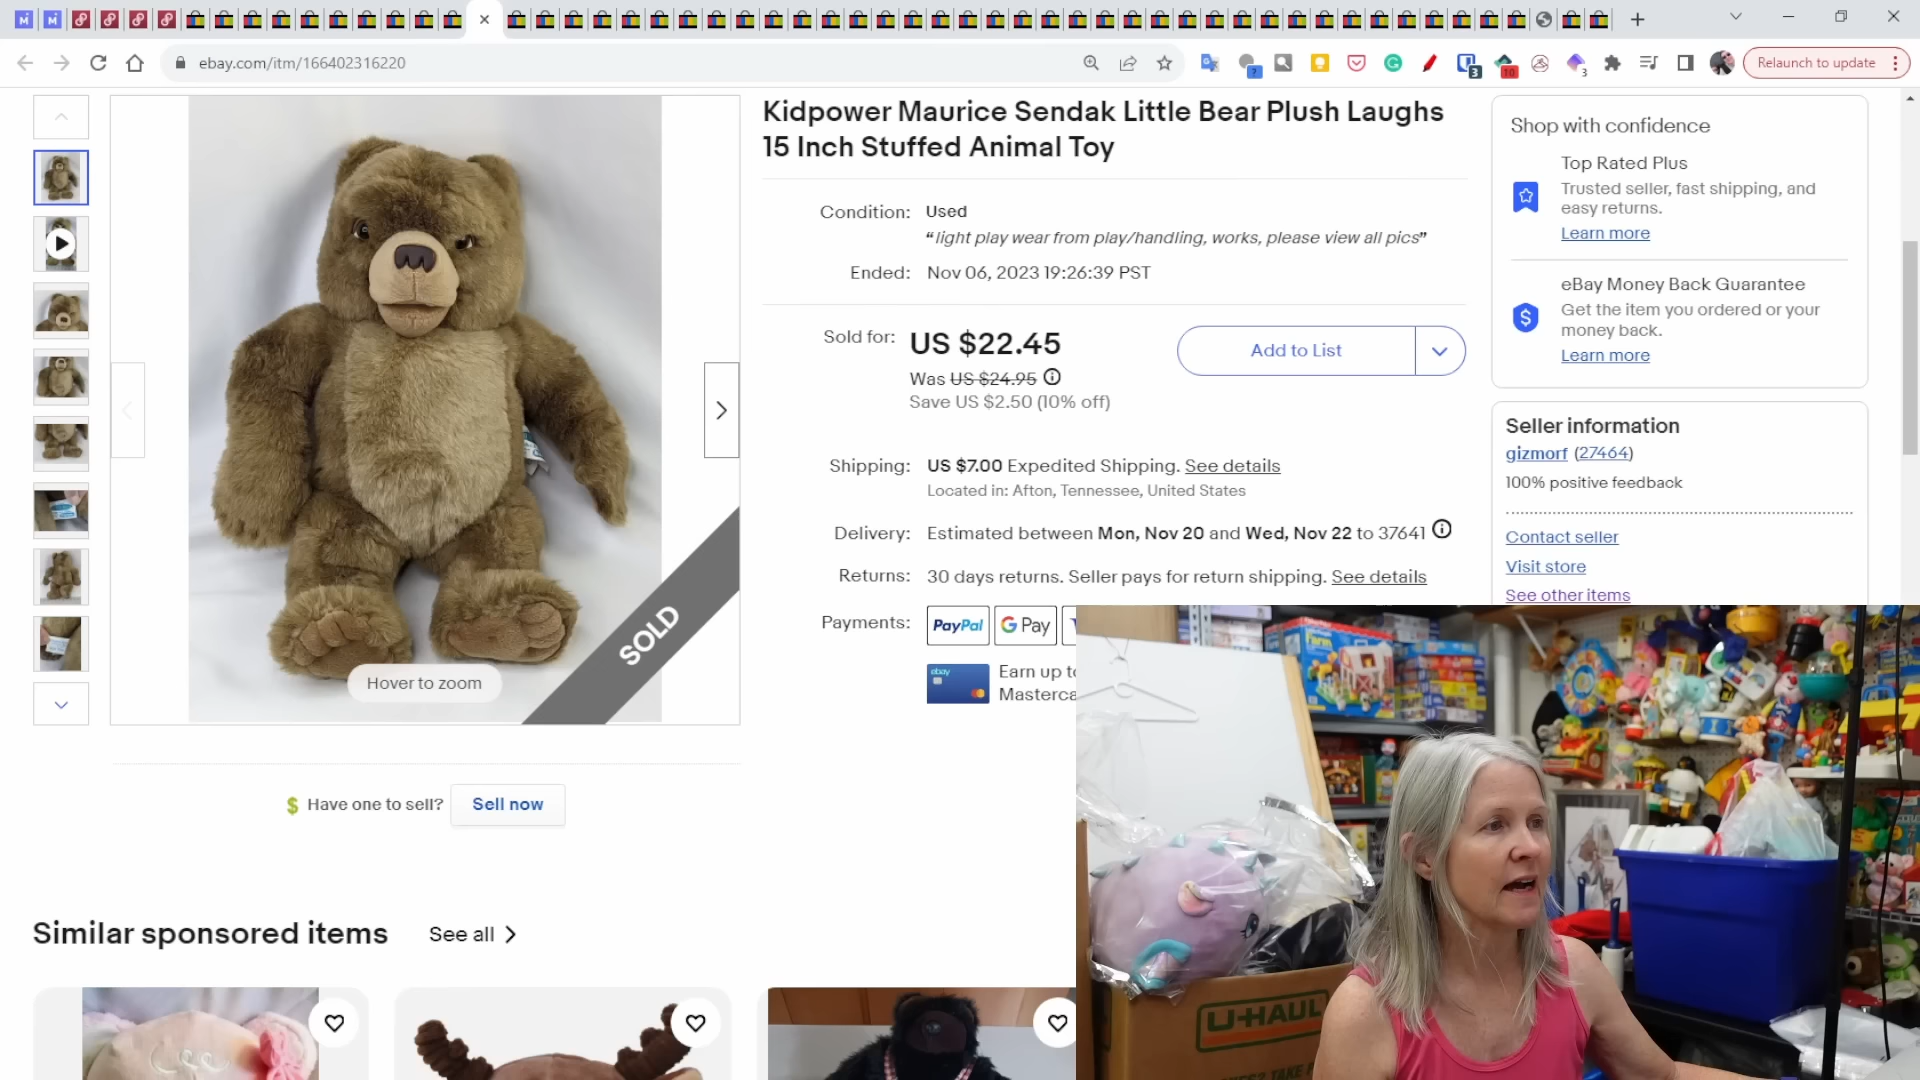 ebay.com/itm/166402316220
Relaunch to update
Kidpower Maurice Sendak Little Bear Plush Laughs
15 Inch Stuffed Animal Toy
Condition: Used
“light play wear from play/handling, works, please view all pics”
Ended: Nov 06, 2023 19:26:39 PST
Sold for: US $22.45
Was US $24.95
Save US $2.50 (10% off)
Add to List
Shipping: US $7.00 Expedited Shipping. See details
Located in: Afton, Tennessee, United States
Delivery: Estimated between Mon, Nov 20 and Wed, Nov 22 to 37641
Returns: 30 days returns. Seller pays for return shipping. See details
Payments: PayPal G Pay
ebay
Earn up to
Masterca
SOLD
Hover to zoom
Have one to sell? Sell now
Shop with confidence
Top Rated Plus
Trusted seller, fast shipping, and
easy returns.
Learn more
eBay Money Back Guarantee
Get the item you ordered or your
money back.
Learn more
Seller information
gizmorf (27464)
100% positive feedback
Contact seller
Visit store
See other items
Similar sponsored items See all
U-HAUL